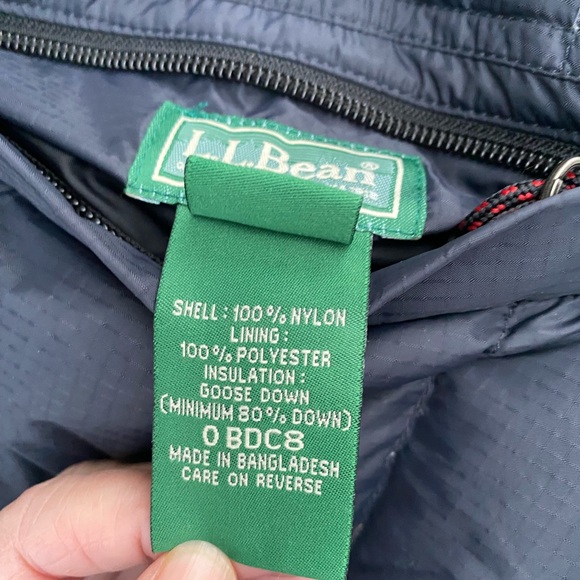 L.L.Bean®
SHELL: 100% NYLON
LINING:
100% POLYESTER
INSULATION:
GOOSE DOWN
(MINIMUM 80% DOWN)
0 BDC8
MADE IN BANGLADESH
CARE ON REVERSE